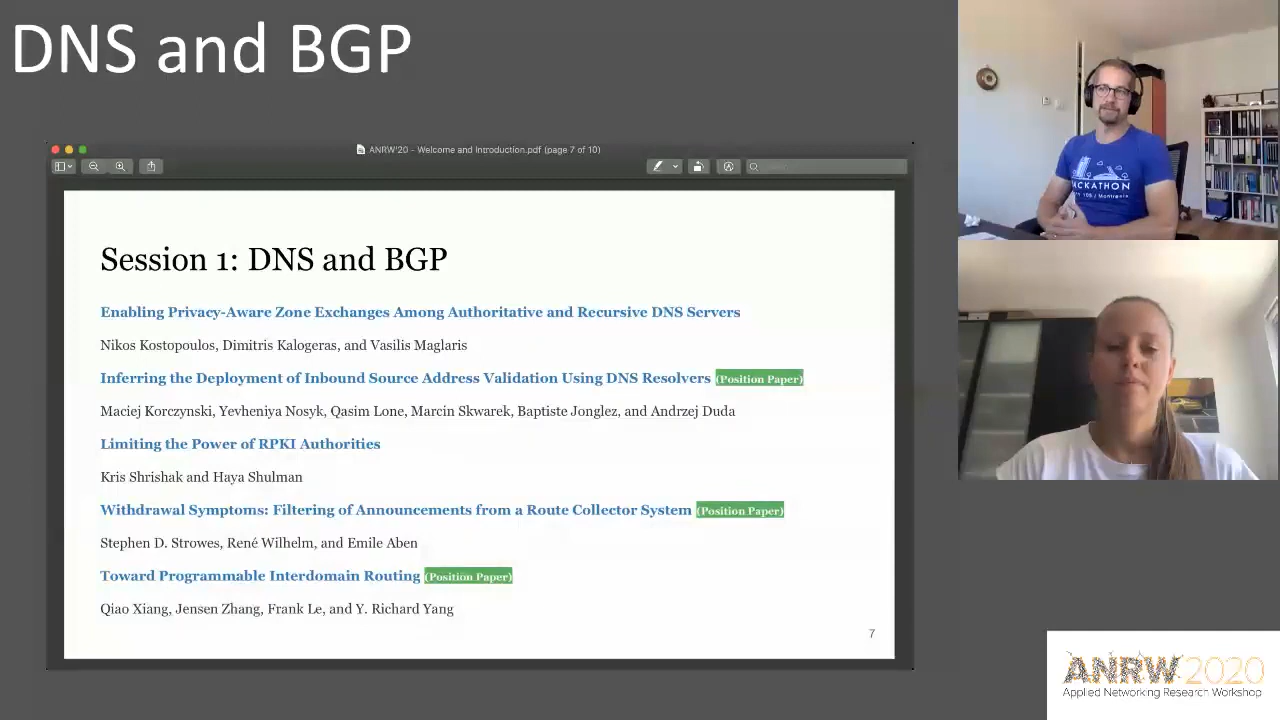 DNS and BGP
ANRW'20 - Welcome and Introduction.pdf (page 7 of 10)
Session 1: DNS and BGP
Enabling Privacy-Aware Zone Exchanges Among Authoritative and Recursive DNS Servers
Nikos Kostopoulos, Dimitris Kalogeras, and Vasilis Maglaris
Inferring the Deployment of Inbound Source Address Validation Using DNS Resolvers (Position Paper)
Maciej Korczynski, Yevheniya Nosyk, Qasim Lone, Marcin Skwarek, Baptiste Jonglez, and Andrzej Duda
Limiting the Power of RPKI Authorities
Kris Shrishak and Haya Shulman
Withdrawal Symptoms: Filtering of Announcements from a Route Collector System (Position Paper)
Stephen D. Strowes, René Wilhelm, and Emile Aben
Toward Programmable Interdomain Routing (Position Paper)
Qiao Xiang, Jensen Zhang, Frank Le, and Y. Richard Yang
7
ANRW2020
Applied Networking Research Workshop